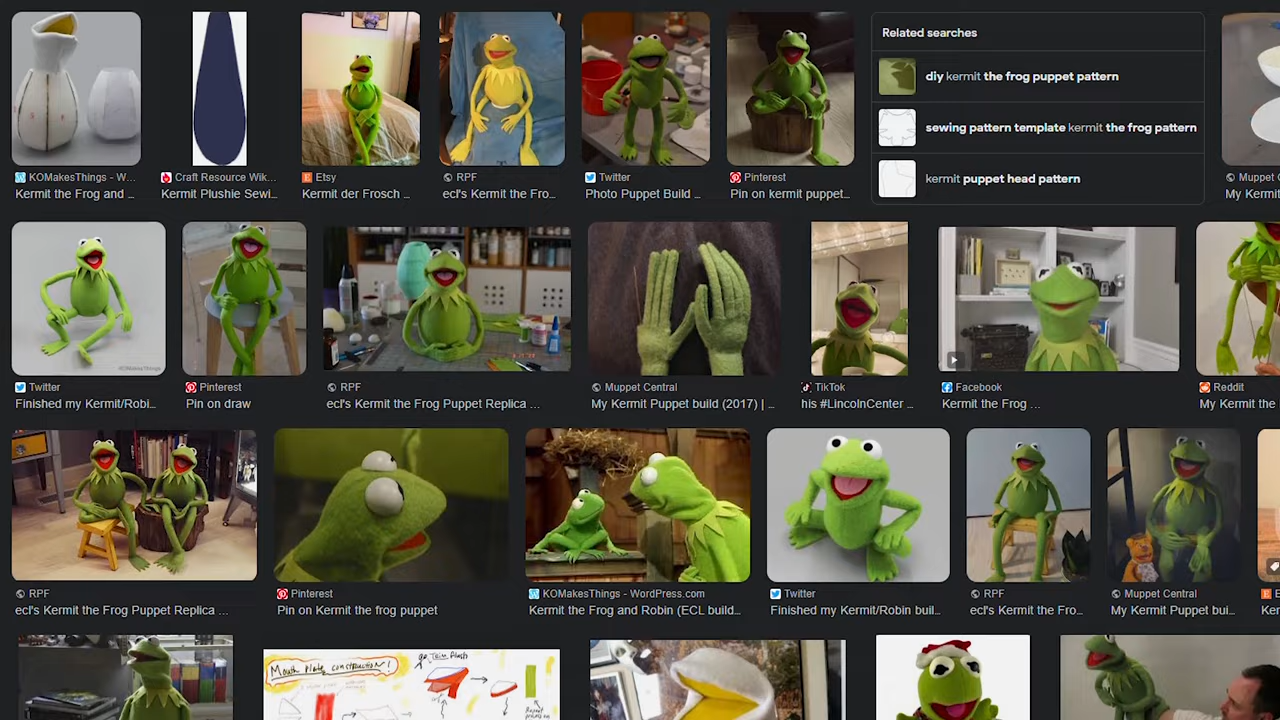 Related searches
diy kermit the frog puppet pattern
sewing pattern template kermit the frog pattern
kermit puppet head pattern
KOMakesThings - W...
Kermit the Frog and ...
Craft Resource Wik...
Kermit Plushie Sewi...
Etsy
Kermit der Frosch ...
RPF
ecl's Kermit the Fro...
Twitter
Photo Puppet Build ...
Pinterest
Pin on kermit puppet...
Muppet
My Kermit
Twitter
Finished my Kermit/Robi...
Pinterest
Pin on draw
RPF
ecl's Kermit the Frog Puppet Replica ...
Muppet Central
My Kermit Puppet build (2017) | ...
TikTok
his #LincolnCenter ...
Facebook
Kermit the Frog ...
Reddit
My Kermit the
RPF
ecl's Kermit the Frog Puppet Replica ...
Pinterest
Pin on Kermit the frog puppet
KOMakesThings - WordPress.com
Kermit the Frog and Robin (ECL build...
Twitter
Finished my Kermit/Robin buil...
RPF
ecl's Kermit the Fro...
Muppet Central
My Kermit Puppet bui...
E
Ker
Mouth Plate construction!